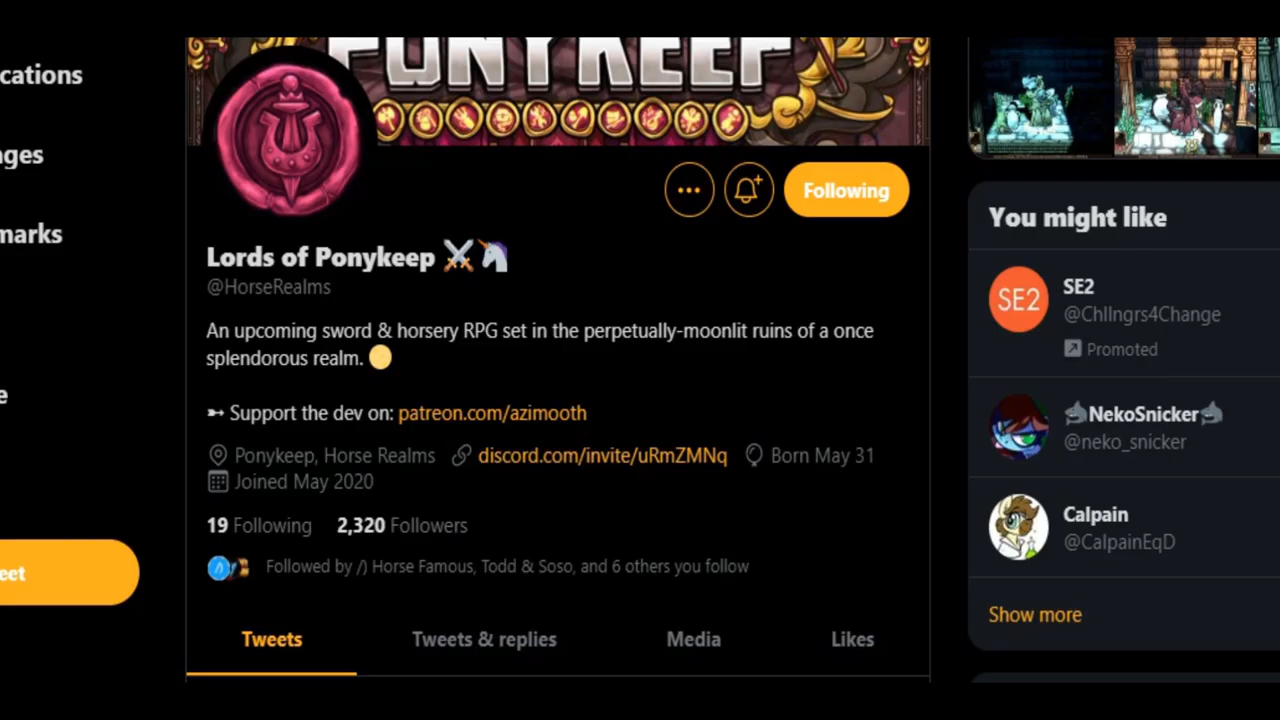 cations
ages
marks
e
eet
PONYKEEP
Following
Lords of Ponykeep ⚔️🦄
@HorseRealms
An upcoming sword & horsery RPG set in the perpetually-moonlit ruins of a once
splendorous realm. 🌕
➳ Support the dev on: patreon.com/azimooth
Ponykeep, Horse Realms discord.com/invite/uRmZMNq Born May 31
Joined May 2020
19 Following 2,320 Followers
Followed by /) Horse Famous, Todd & Soso, and 6 others you follow
Tweets Tweets & replies Media Likes
You might like
SE2
SE2
@Chllngrs4Change
Promoted
🦈NekoSnicker🦈
@neko_snicker
Calpain
@CalpainEqD
Show more